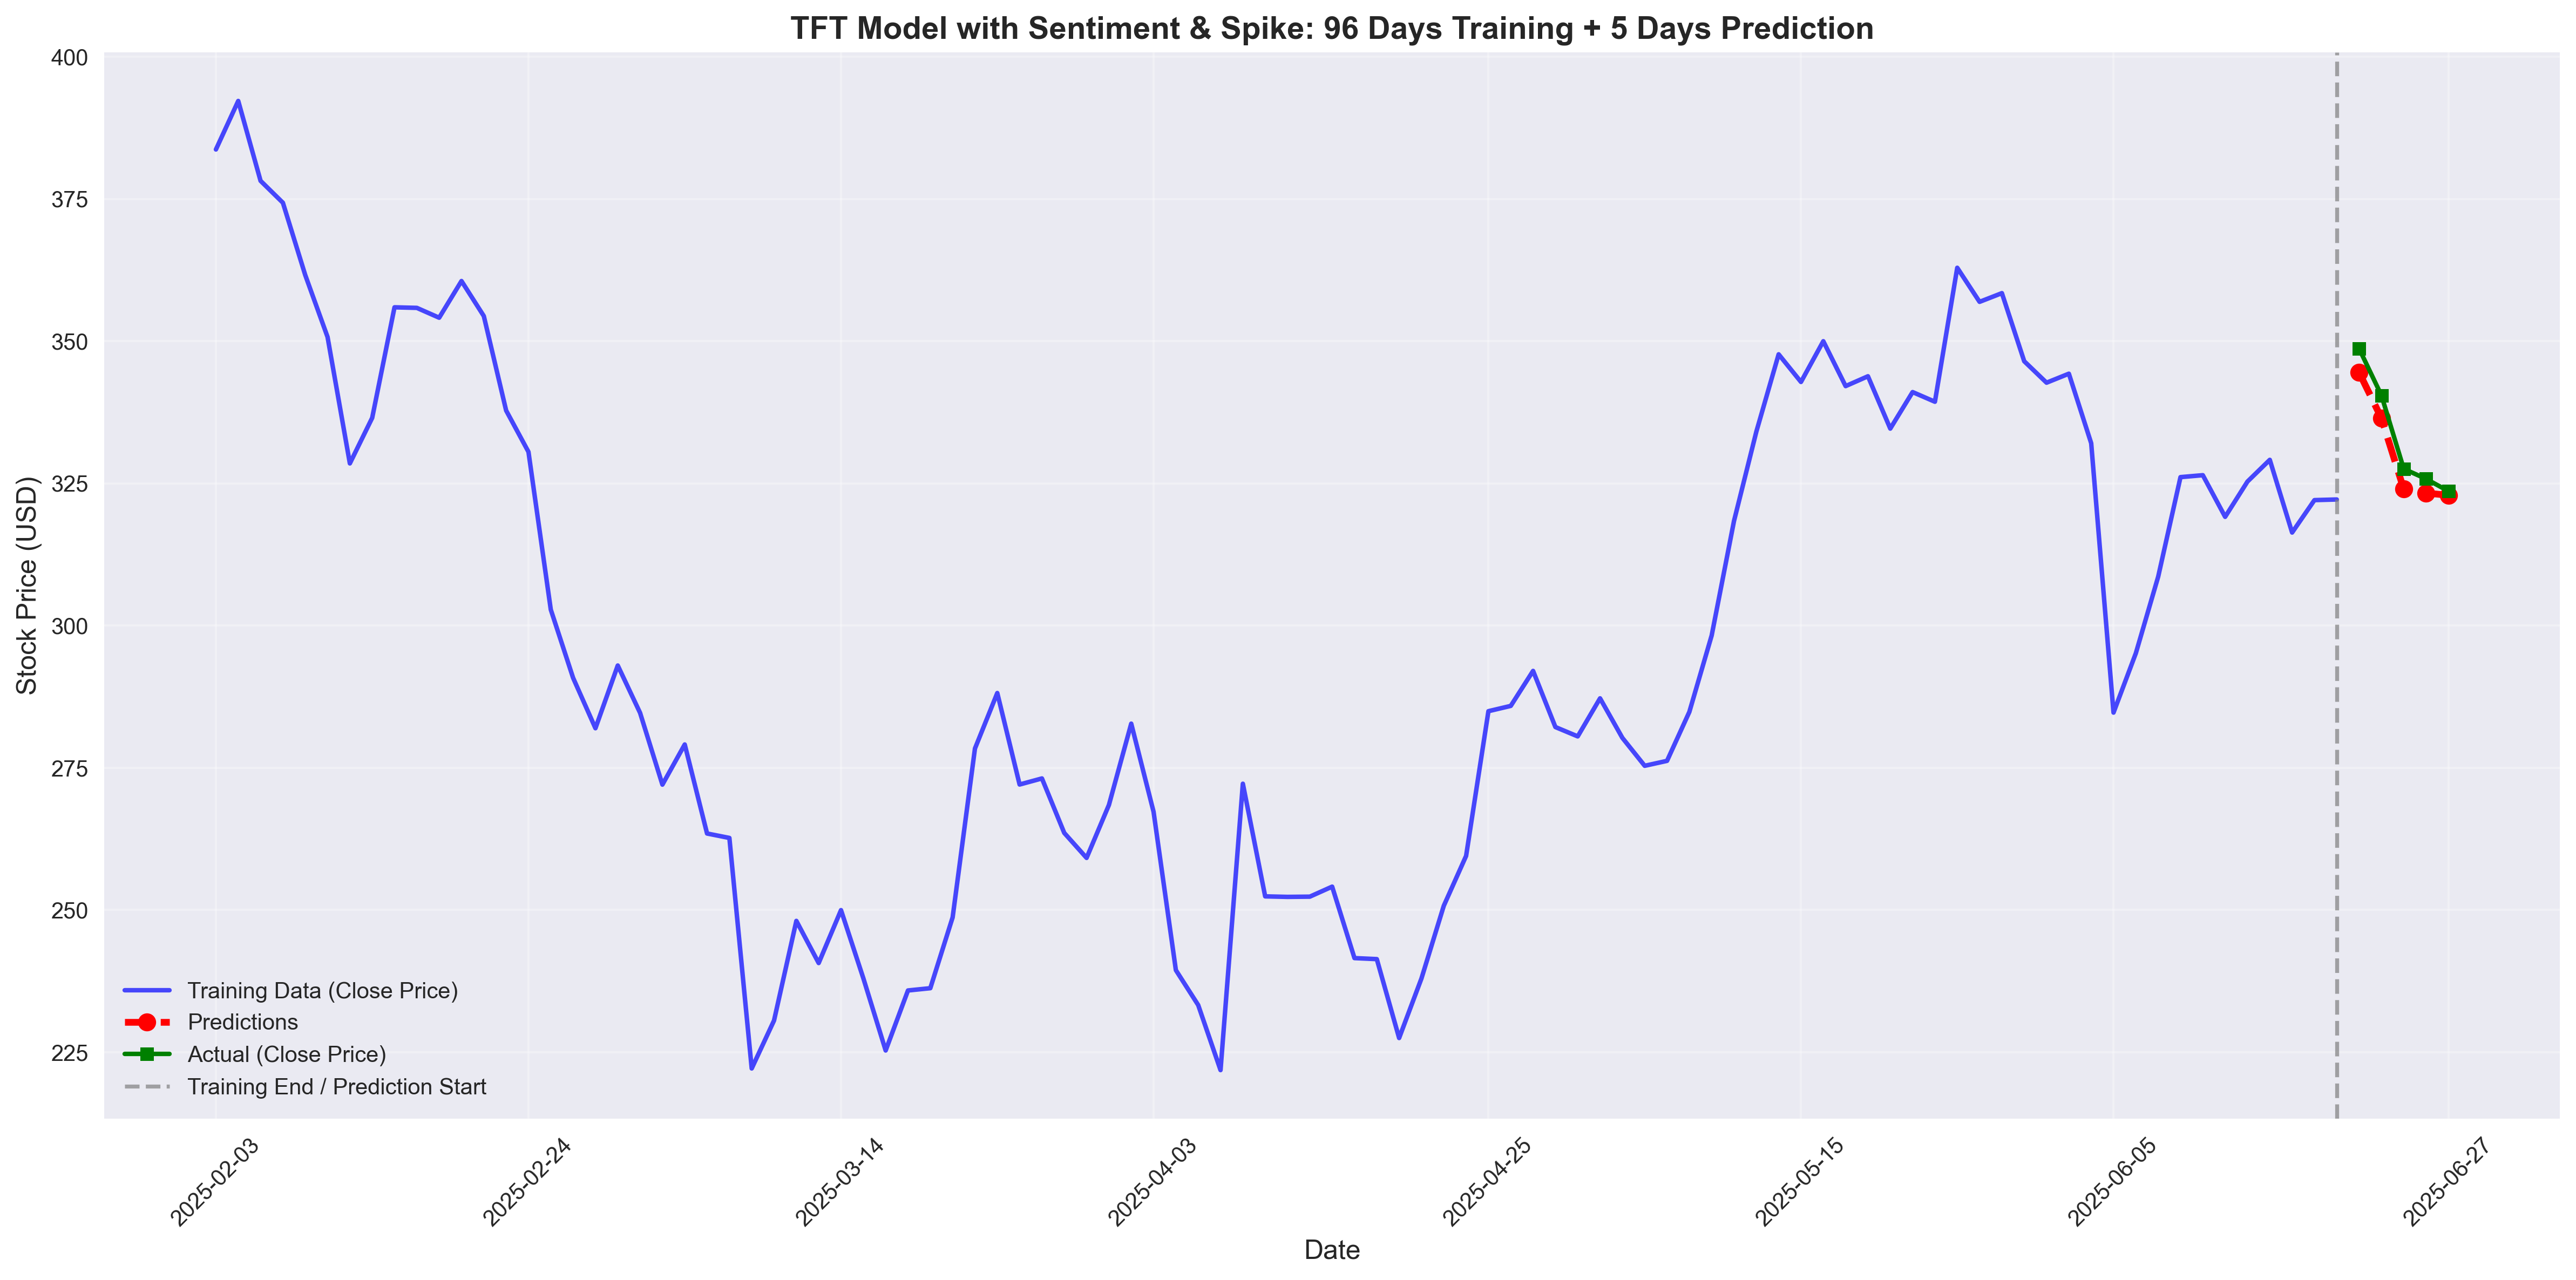 TFT Model with Sentiment & Spike: 96 Days Training + 5 Days Prediction
Stock Price (USD)
400
375
350
325
300
275
250
225
Training Data (Close Price)
Predictions
Actual (Close Price)
Training End / Prediction Start
2025-02-03
2025-02-24
2025-03-14
2025-04-03
2025-04-25
2025-05-15
2025-06-05
2025-06-27
Date